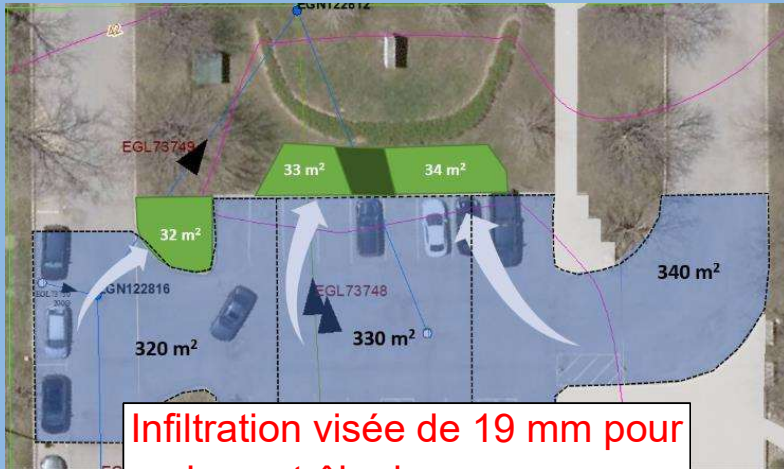 EGN122812
42
EGL73749
33 m²
34 m²
32 m²
340 m²
EGN122816
EGL73748
320 m²
330 m²
Infiltration visée de 19 mm pour